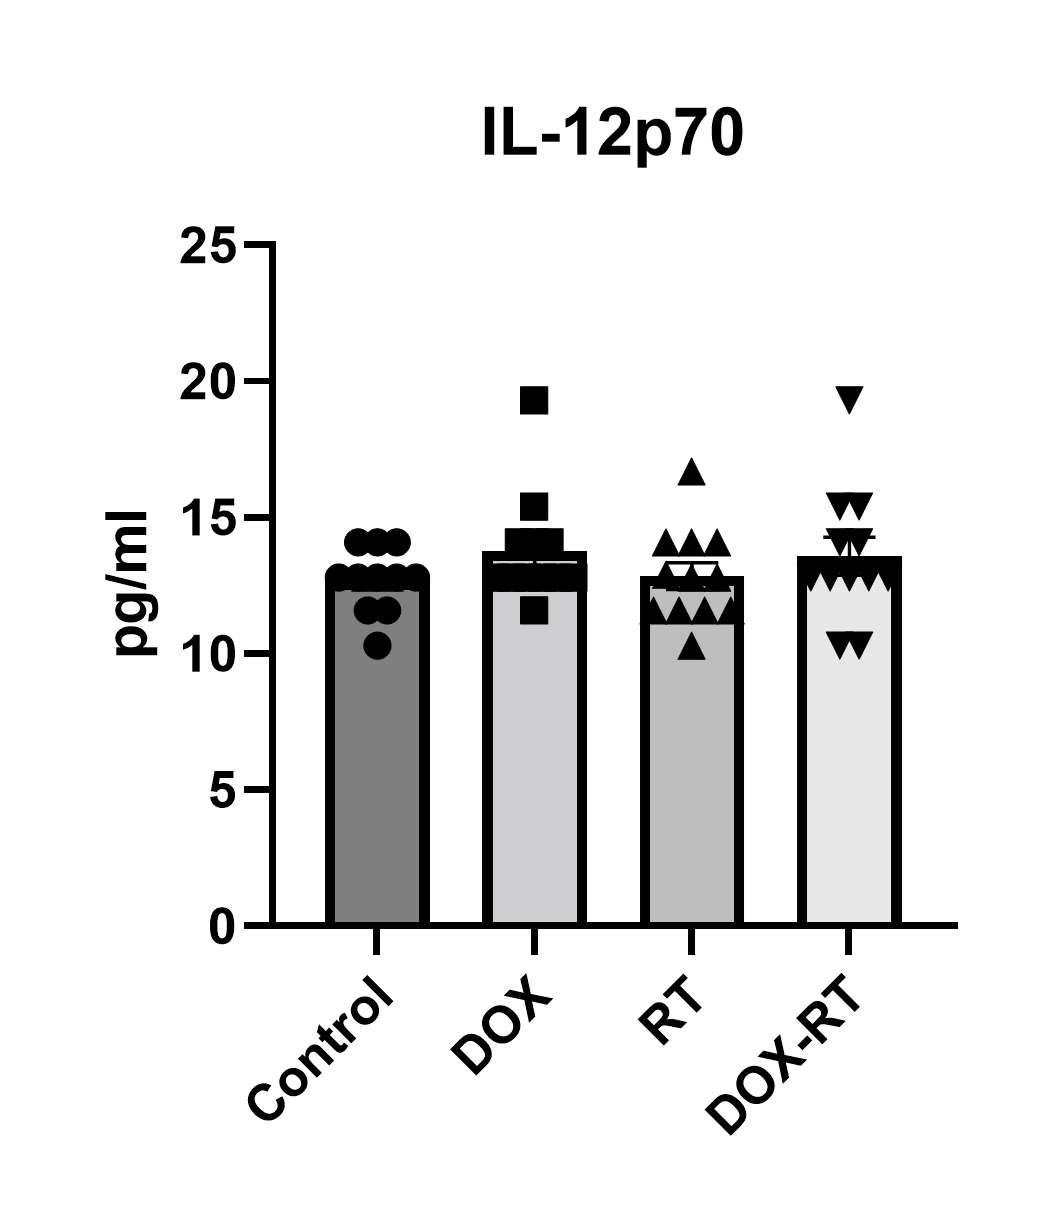 IL-12p70
25
20
15
10
5
0
pg/ml
Control
DOX
RT
DOX-RT